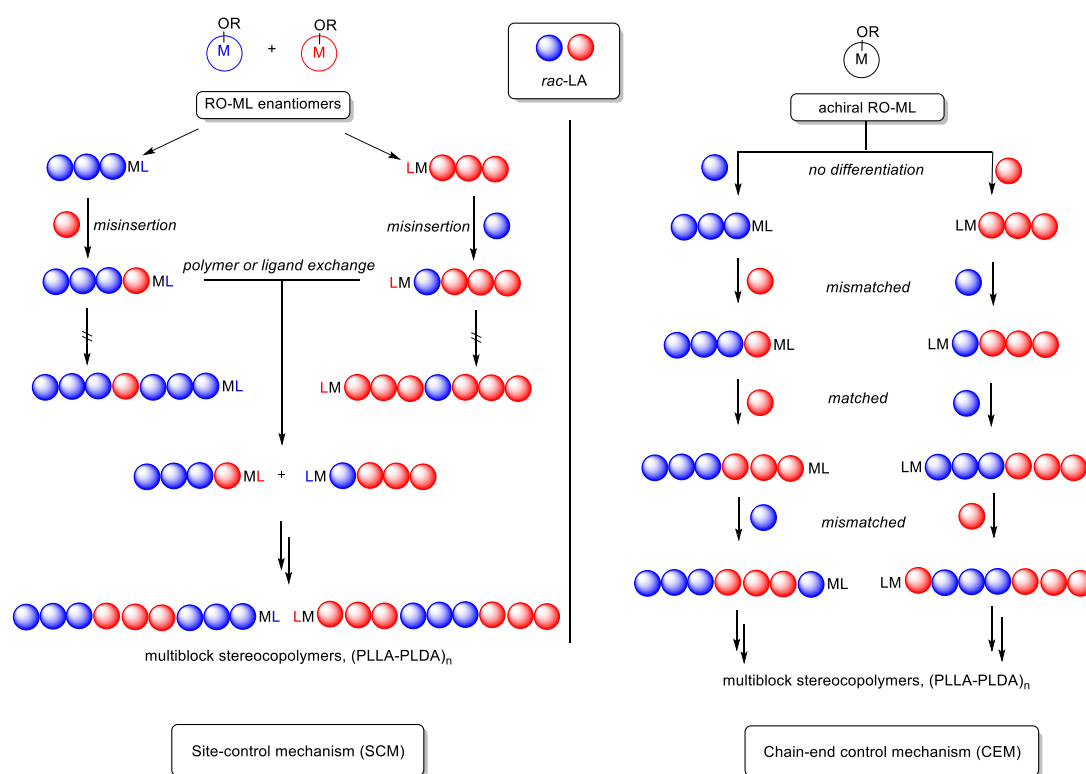 OR
M
+
OR
M
RO-ML enantiomers
rac-LA
OR
M
achiral RO-ML
no differentiation
ML
LM
misinsertion
misinsertion
ML
polymer or ligand exchange
LM
ML
LM
ML
+
LM
ML
LM
multiblock stereocopolymers, (PLLA-PLDA)n
Site-control mechanism (SCM)
ML
LM
mismatched
ML
LM
matched
ML
LM
mismatched
ML
LM
multiblock stereocopolymers, (PLLA-PLDA)n
Chain-end control mechanism (CEM)